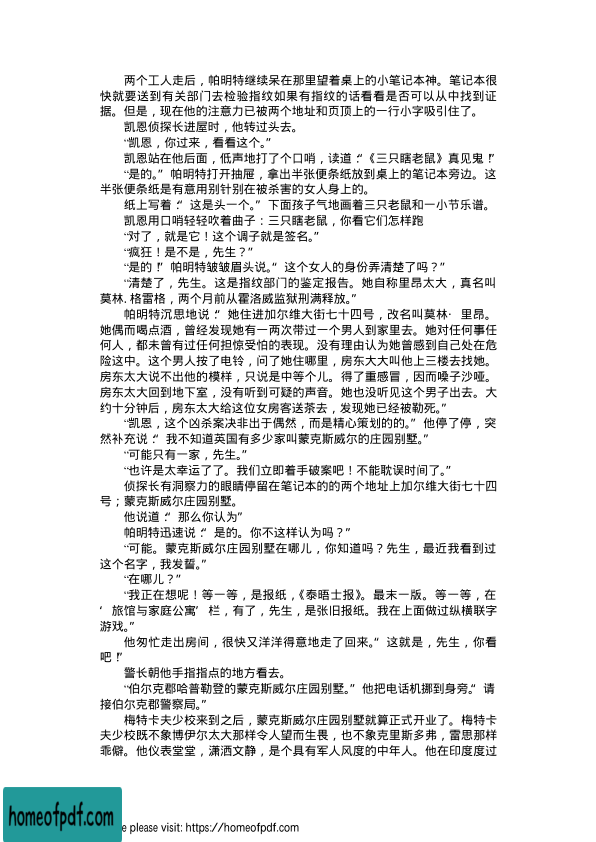 两个工人走后，帕明特继续呆在那里望着桌上的小笔记本神。笔记本很
快就要送到有关部门去检验指纹如果有指纹的话看看是否可以从中找到证
据。但是，现在他的注意力已被两个地址和页顶上的一行小字吸引住了。
凯恩侦探长进屋时，他转过头去。
“凯恩，你过来，看看这个。”
凯恩站在他后面，低声地打了个口哨，读道：“《三只瞎老鼠》真见鬼！”
“是的。”帕明特打开抽屉，拿出半张便条纸放到桌上的笔记本旁边。这
半张便条纸是有意用别针别在被杀害的女人身上的。
纸上写着：“这是头一个。”下面孩子气地画着三只老鼠和一小节乐谱。
凯恩用口哨轻轻吹着曲子：三只瞎老鼠，你看它们怎样跑
“对了，就是它！这个调子就是签名。”
“疯狂！是不是，先生？”
“是的！”帕明特皱皱眉头说。“这个女人的身份弄清楚了吗？”
“清楚了，先生。这是指纹部门的鉴定报告。她自称里昂太大，真名叫
莫林.格雷格，两个月前从霍洛威监狱刑满释放。”
帕明特沉思地说：“她住进加尔维大街七十四号，改名叫莫林·里昂。
她偶而喝点酒，曾经发现她有一两次带过一个男人到家里去。她对任何事任
何人，都未曾有过任何担惊受怕的表现。没有理由认为她曾感到自己处在危
险这中。这个男人按了电铃，问了她住哪里，房东大大叫他上三楼去找她。
房东太大说不出他的模样，只说是中等个儿。得了重感冒，因而嗓子沙哑。
房东太大回到地下室，没有听到可疑的声音。她也没听见这个男子出去。大
约十分钟后，房东太大给这位女房客送茶去，发现她已经被勒死。”
“凯恩，这个凶杀案决非出于偶然，而是精心策划的的。”他停了停，突
然补充说：“我不知道英国有多少家叫蒙克斯威尔的庄园别墅。”
“可能只有一家，先生。”
“也许是太幸运了了。我们立即着手破案吧！不能耽误时间了。”
侦探长有洞察力的眼睛停留在笔记本的的两个地址上加尔维大街七十四
号；蒙克斯威尔庄园别墅。
他说道：“那么你认为”
帕明特迅速说：“是的。你不这样认为吗？”
“可能。蒙克斯威尔庄园别墅在哪儿，你知道吗？先生，最近我看到过
这个名字，我发誓。”
“在哪儿？”
“我正在想呢！等一等，是报纸，《泰晤士报》。最末一版。等一等，在
‘旅馆与家庭公寓’栏，有了，先生，是张旧报纸。我在上面做过纵横联字
游戏。”
他匆忙走出房间，很快又洋洋得意地走了回来。“这就是，先生，你看
吧！”
警长朝他手指指点的地方看去。
“伯尔克郡哈普勒登的蒙克斯威尔庄园别墅。”他把电话机挪到身旁。“请
接伯尔克郡警察局。”
梅特卡夫少校来到之后，蒙克斯威尔庄园别墅就算正式开业了。梅特卡
夫少校既不象博伊尔太大那样令人望而生畏，也不象克里斯多弗，雷思那样
乖僻。他仪表堂堂，潇洒文静，是个具有军人风度的中年人。他在印度度过
homeofpdf.com
e please visit: https://homeofpdf.com